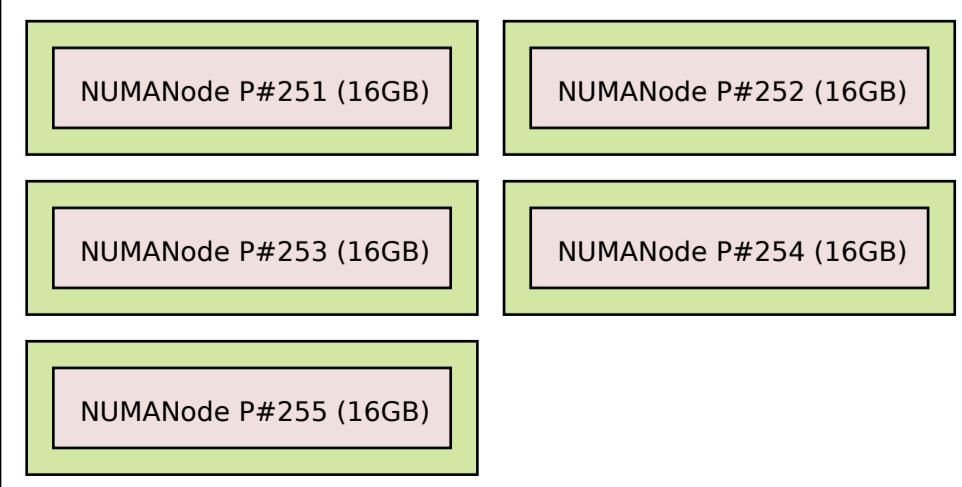 NUMANode P#251 (16GB)
NUMANode P#252 (16GB)
NUMANode P#253 (16GB)
NUMANode P#254 (16GB)
NUMANode P#255 (16GB)